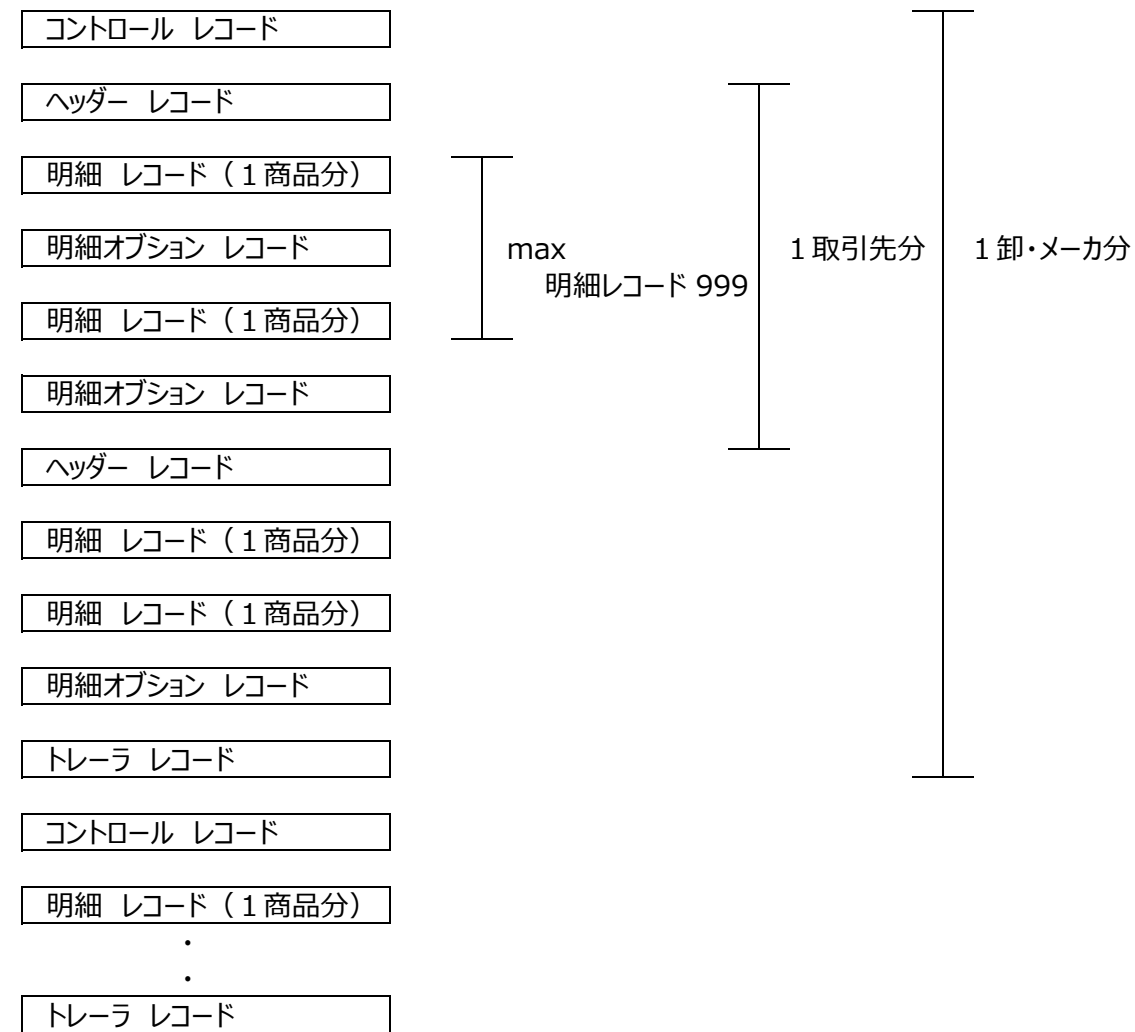 コントロール レコード
ヘッダー レコード
明細 レコード（１商品分）
明細オブション レコード
max
１取引先分
１卸・メーカ分
明細レコード 999
明細 レコード（１商品分）
明細オブション レコード
ヘッダー レコード
明細 レコード（１商品分）
明細 レコード（１商品分）
明細オブション レコード
トレーラ レコード
コントロール レコード
明細 レコード（１商品分）
・
・
トレーラ レコード